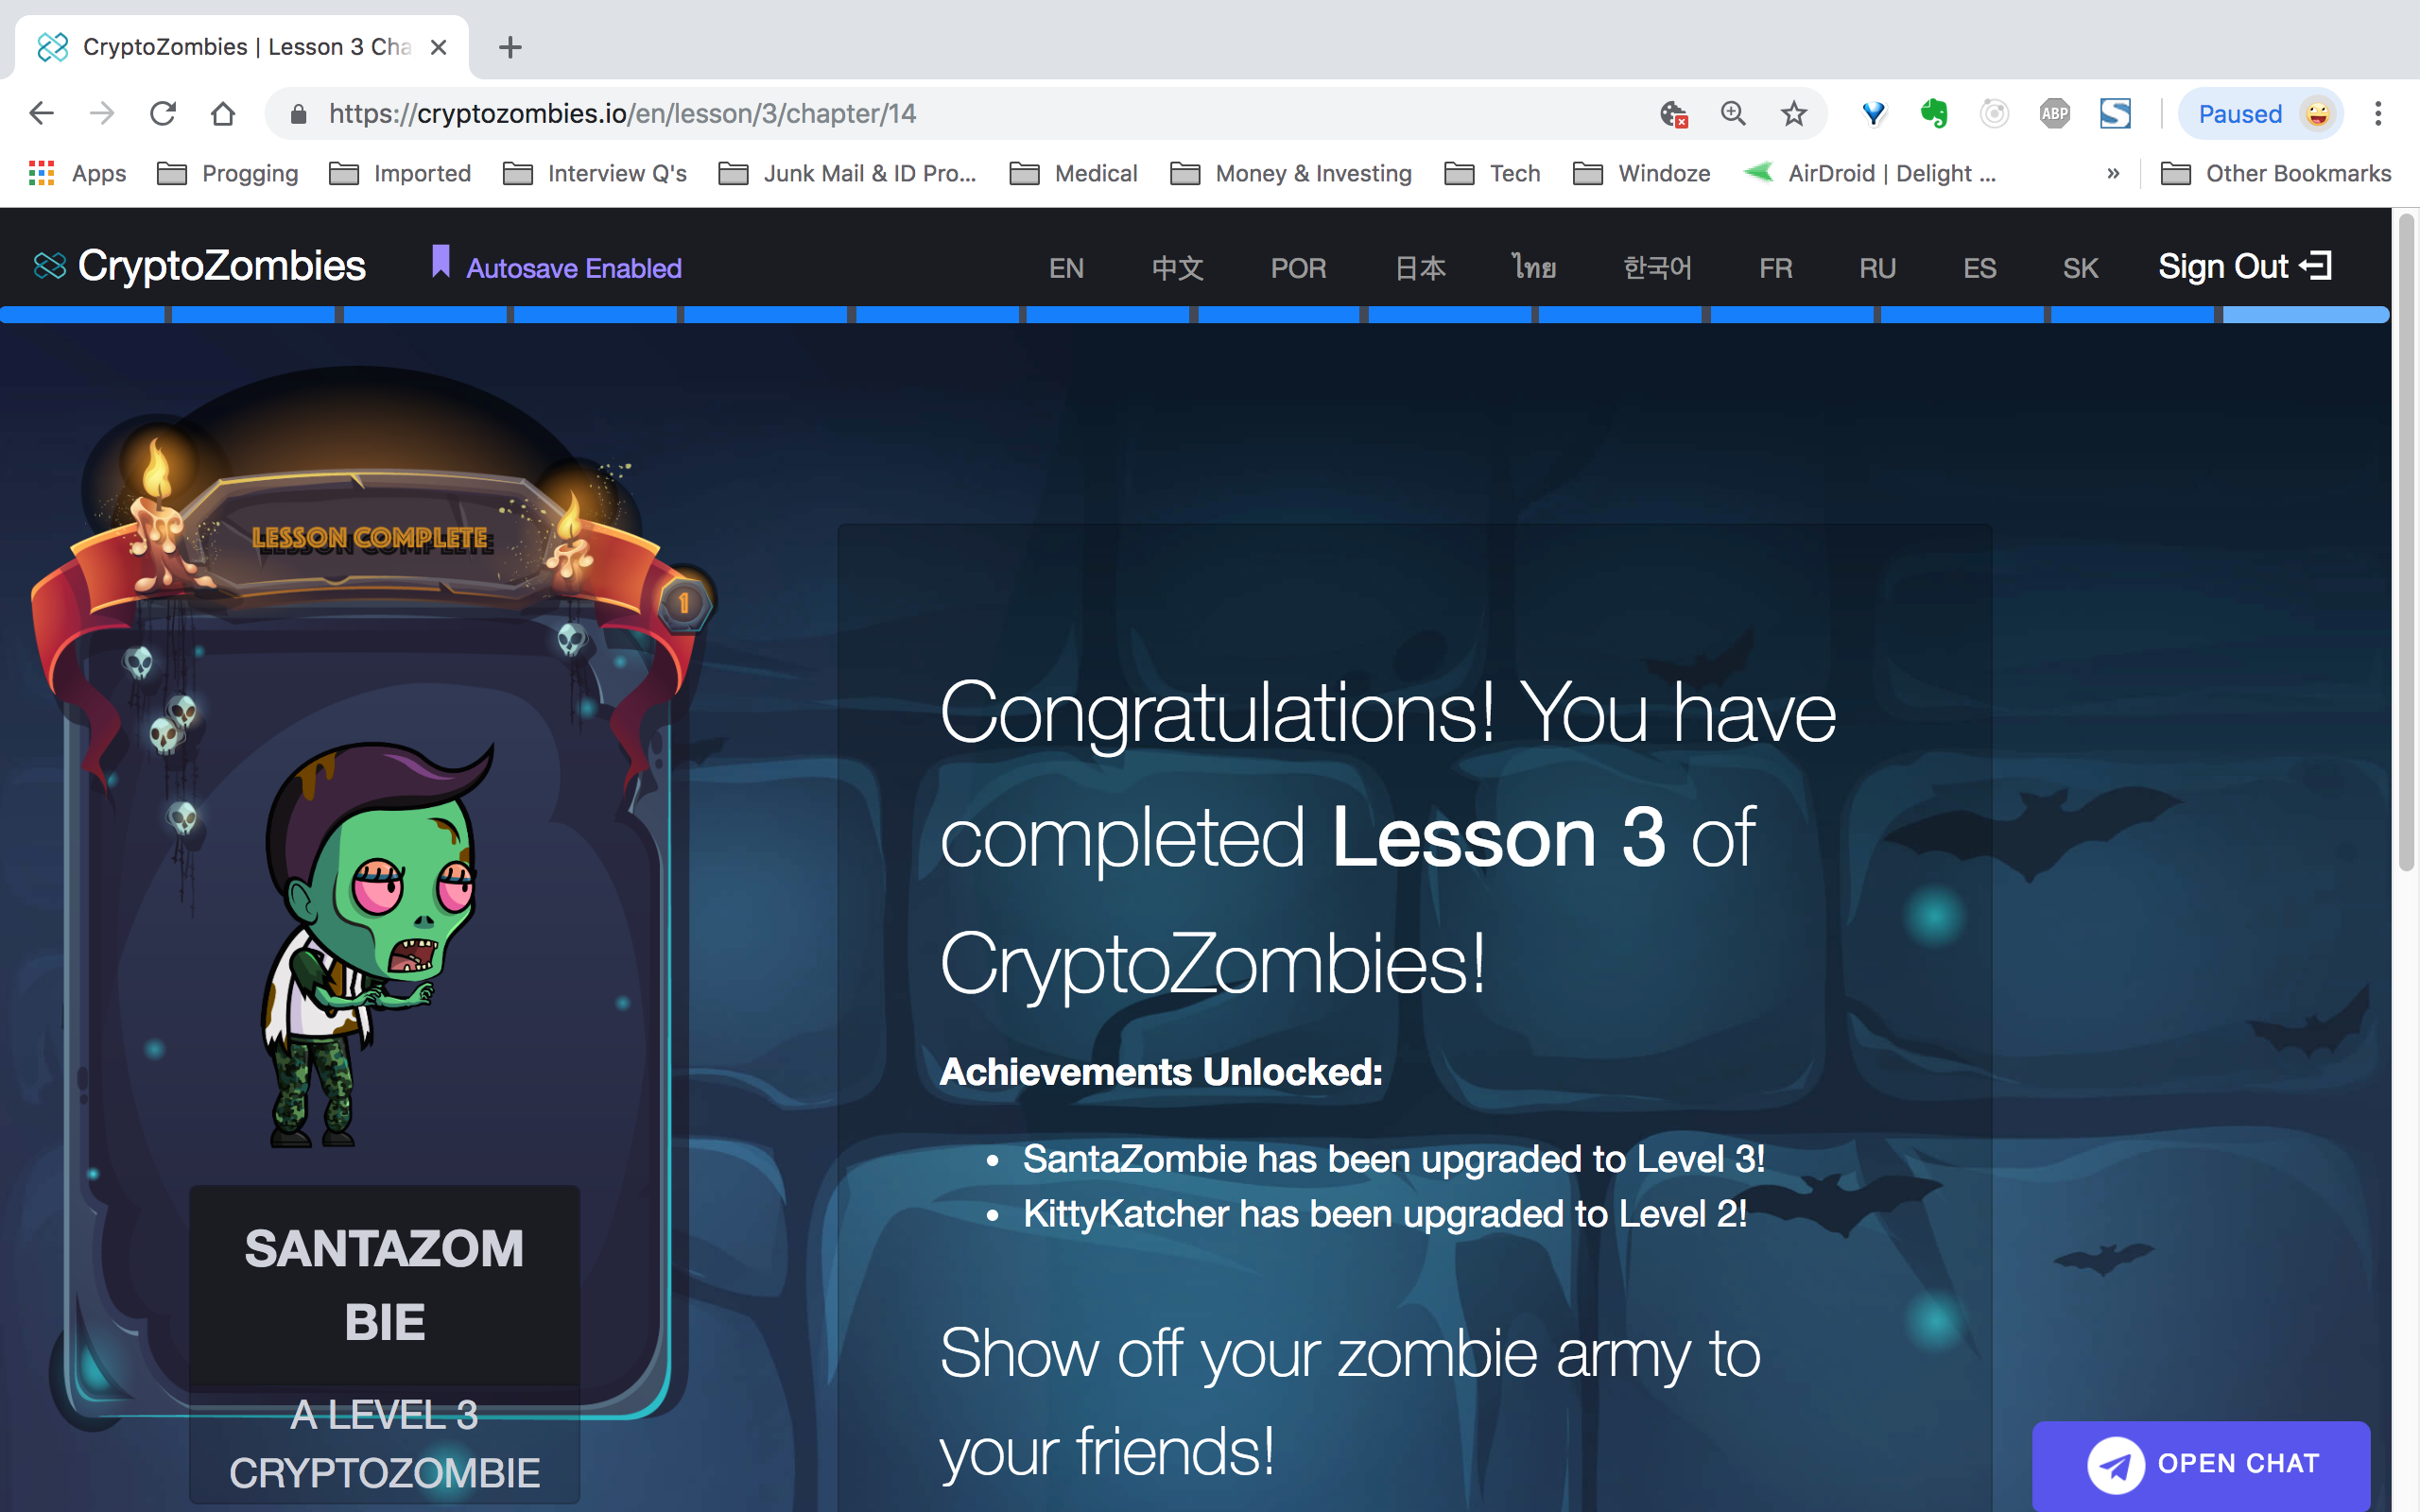 CryptoZombies | Lesson 3 Cha
https://cryptozombies.io/en/lesson/3/chapter/14
ABP
Paused
Apps
Progging
Imported
Interview Q's
Junk Mail & ID Pro...
Medical
Money & Investing
Tech
Windoze
AirDroid | Delight ...
»
Other Bookmarks
CryptoZombies
Autosave Enabled
EN
中文
POR
日本
ไทย
한국어
FR
RU
ES
SK
Sign Out
LESSON COMPLETE
1
SANTAZOM
BIE
A LEVEL 3
CRYPTOZOMBIE
Congratulations! You have
completed Lesson 3 of
CryptoZombies!
Achievements Unlocked:
• SantaZombie has been upgraded to Level 3!
• KittyKatcher has been upgraded to Level 2!
Show off your zombie army to
your friends!
OPEN CHAT